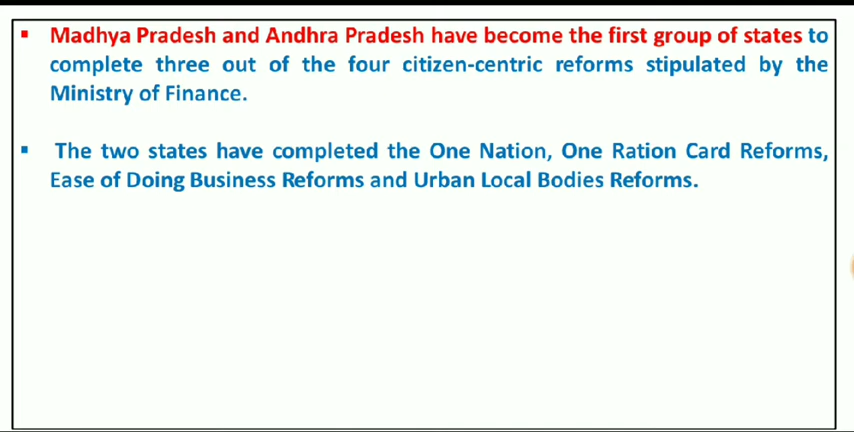 ▪ Madhya Pradesh and Andhra Pradesh have become the first group of states to
complete three out of the four citizen-centric reforms stipulated by the
Ministry of Finance.
▪ The two states have completed the One Nation, One Ration Card Reforms,
Ease of Doing Business Reforms and Urban Local Bodies Reforms.